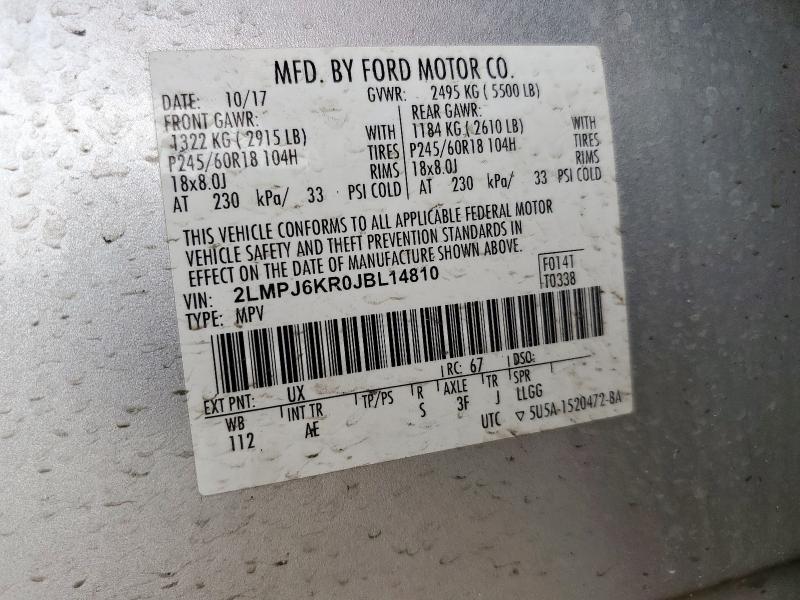 MFD. BY FORD MOTOR CO.
DATE: 10/17 GVWR: 2495 KG ( 5500 LB)
FRONT GAWR: REAR GAWR:
1322 KG ( 2915 LB) WITH 1184 KG ( 2610 LB) WITH
P245/60R18 104H TIRES P245/60R18 104H TIRES
18x8.0J RIMS 18x8.0J RIMS
AT 230 kPa/ 33 PSI COLD AT 230 kPa/ 33 PSI COLD
THIS VEHICLE CONFORMS TO ALL APPLICABLE FEDERAL MOTOR
VEHICLE SAFETY AND THEFT PREVENTION STANDARDS IN
EFFECT ON THE DATE OF MANUFACTURE SHOWN ABOVE.
VIN: 2LMPJ6KR0JBL14810 F0141
TYPE: MPV T0338
EXT PNT: UX RC: 67 DSO:
WB INT TR TP/PS R AXLE TR SPR
112 AE S 3F J LLGG
UTC ▽ 5U5A-1520472-BA